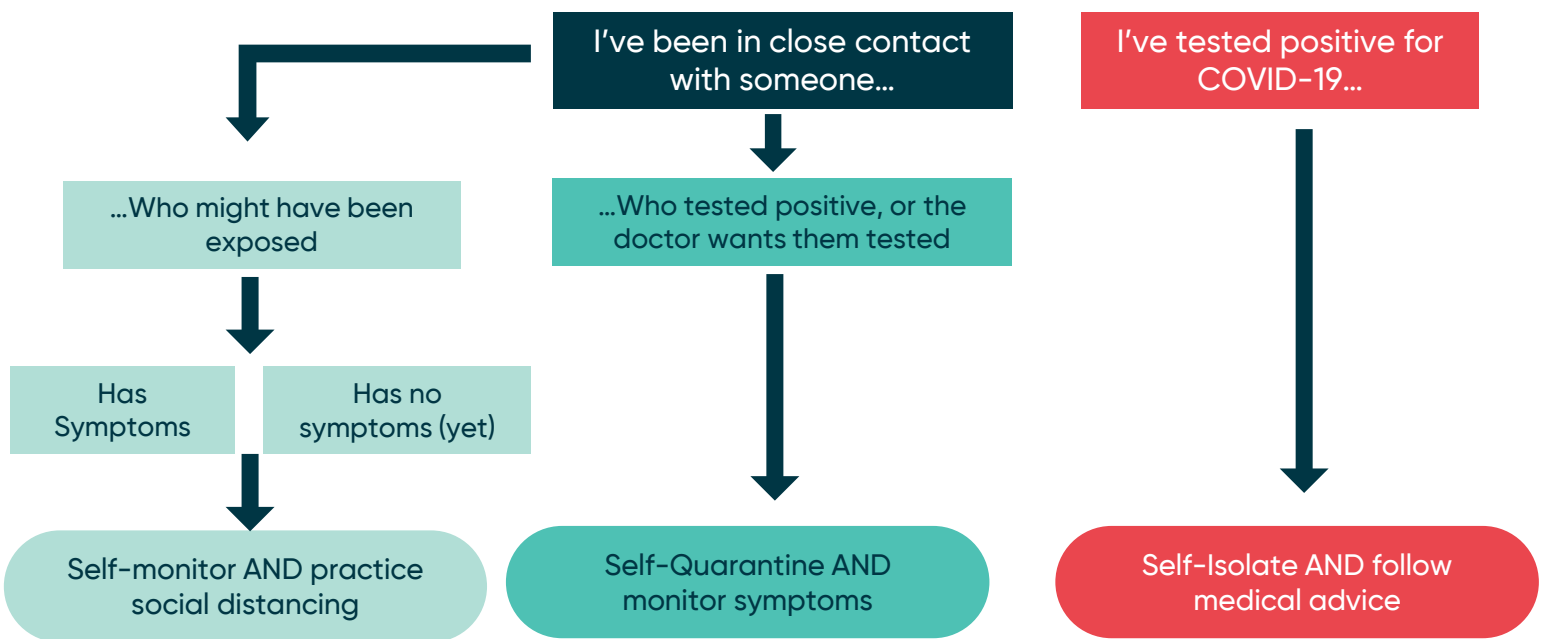 I've been in close contact
with someone...
I've tested positive for
COVID-19...
...Who might have been
exposed
...Who tested positive, or the
doctor wants them tested
Has
Symptoms
Has no
symptoms (yet)
Self-monitor AND practice
social distancing
Self-Quarantine AND
monitor symptoms
Self-Isolate AND follow
medical advice